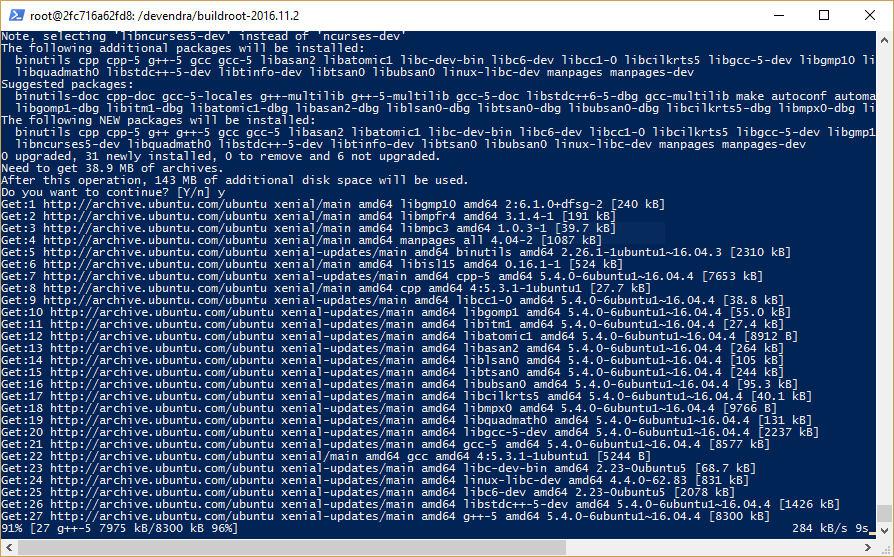 root@2fc716a62fd8: /devendra/buildroot-2016.11.2
Note, selecting 'libncurses5-dev' instead of 'ncurses-dev'
The following additional packages will be installed:
  binutils cpp cpp-5 g++-5 gcc gcc-5 libasan2 libatomic1 libc-dev-bin libc6-dev libcc1-0 libcilkrts5 libgcc-5-dev libgmp10 li
  libquadmath0 libstdc++-5-dev libtinfo-dev libtsan0 libubsan0 linux-libc-dev manpages manpages-dev
Suggested packages:
  binutils-doc cpp-doc gcc-5-locales g++-multilib g++-5-multilib gcc-5-doc libstdc++6-5-dbg gcc-multilib make autoconf automa
  libgomp1-dbg libitm1-dbg libatomic1-dbg libasan2-dbg liblsan0-dbg libtsan0-dbg libubsan0-dbg libcilkrts5-dbg libmpx0-dbg li
The following NEW packages will be installed:
  binutils cpp cpp-5 g++ g++-5 gcc gcc-5 libasan2 libatomic1 libc-dev-bin libc6-dev libcc1-0 libcilkrts5 libgcc-5-dev libgmp1
  libncurses5-dev libquadmath0 libstdc++-5-dev libtinfo-dev libtsan0 libubsan0 linux-libc-dev manpages manpages-dev
0 upgraded, 31 newly installed, 0 to remove and 6 not upgraded.
Need to get 38.9 MB of archives.
After this operation, 143 MB of additional disk space will be used.
Do you want to continue? [Y/n] y
Get:1 http://archive.ubuntu.com/ubuntu xenial/main amd64 libgmp10 amd64 2:6.1.0+dfsg-2 [240 kB]
Get:2 http://archive.ubuntu.com/ubuntu xenial/main amd64 libmpfr4 amd64 3.1.4-1 [191 kB]
Get:3 http://archive.ubuntu.com/ubuntu xenial/main amd64 libmpc3 amd64 1.0.3-1 [39.7 kB]
Get:4 http://archive.ubuntu.com/ubuntu xenial/main amd64 manpages all 4.04-2 [1087 kB]
Get:5 http://archive.ubuntu.com/ubuntu xenial-updates/main amd64 binutils amd64 2.26.1-1ubuntu1~16.04.3 [2310 kB]
Get:6 http://archive.ubuntu.com/ubuntu xenial/main amd64 libisl15 amd64 0.16.1-1 [524 kB]
Get:7 http://archive.ubuntu.com/ubuntu xenial-updates/main amd64 cpp-5 amd64 5.4.0-6ubuntu1~16.04.4 [7653 kB]
Get:8 http://archive.ubuntu.com/ubuntu xenial/main amd64 cpp amd64 4:5.3.1-1ubuntu1 [27.7 kB]
Get:9 http://archive.ubuntu.com/ubuntu xenial-updates/main amd64 libcc1-0 amd64 5.4.0-6ubuntu1~16.04.4 [38.8 kB]
Get:10 http://archive.ubuntu.com/ubuntu xenial-updates/main amd64 libgomp1 amd64 5.4.0-6ubuntu1~16.04.4 [55.0 kB]
Get:11 http://archive.ubuntu.com/ubuntu xenial-updates/main amd64 libitm1 amd64 5.4.0-6ubuntu1~16.04.4 [27.4 kB]
Get:12 http://archive.ubuntu.com/ubuntu xenial-updates/main amd64 libatomic1 amd64 5.4.0-6ubuntu1~16.04.4 [8912 B]
Get:13 http://archive.ubuntu.com/ubuntu xenial-updates/main amd64 libasan2 amd64 5.4.0-6ubuntu1~16.04.4 [264 kB]
Get:14 http://archive.ubuntu.com/ubuntu xenial-updates/main amd64 liblsan0 amd64 5.4.0-6ubuntu1~16.04.4 [105 kB]
Get:15 http://archive.ubuntu.com/ubuntu xenial-updates/main amd64 libtsan0 amd64 5.4.0-6ubuntu1~16.04.4 [244 kB]
Get:16 http://archive.ubuntu.com/ubuntu xenial-updates/main amd64 libubsan0 amd64 5.4.0-6ubuntu1~16.04.4 [95.3 kB]
Get:17 http://archive.ubuntu.com/ubuntu xenial-updates/main amd64 libcilkrts5 amd64 5.4.0-6ubuntu1~16.04.4 [40.1 kB]
Get:18 http://archive.ubuntu.com/ubuntu xenial-updates/main amd64 libmpx0 amd64 5.4.0-6ubuntu1~16.04.4 [9766 B]
Get:19 http://archive.ubuntu.com/ubuntu xenial-updates/main amd64 libquadmath0 amd64 5.4.0-6ubuntu1~16.04.4 [131 kB]
Get:20 http://archive.ubuntu.com/ubuntu xenial-updates/main amd64 libgcc-5-dev amd64 5.4.0-6ubuntu1~16.04.4 [2237 kB]
Get:21 http://archive.ubuntu.com/ubuntu xenial-updates/main amd64 gcc-5 amd64 5.4.0-6ubuntu1~16.04.4 [8577 kB]
Get:22 http://archive.ubuntu.com/ubuntu xenial/main amd64 gcc amd64 4:5.3.1-1ubuntu1 [5244 B]
Get:23 http://archive.ubuntu.com/ubuntu xenial-updates/main amd64 libc-dev-bin amd64 2.23-0ubuntu5 [68.7 kB]
Get:24 http://archive.ubuntu.com/ubuntu xenial-updates/main amd64 linux-libc-dev amd64 4.4.0-62.83 [831 kB]
Get:25 http://archive.ubuntu.com/ubuntu xenial-updates/main amd64 libc6-dev amd64 2.23-0ubuntu5 [2078 kB]
Get:26 http://archive.ubuntu.com/ubuntu xenial-updates/main amd64 libstdc++-5-dev amd64 5.4.0-6ubuntu1~16.04.4 [1426 kB]
Get:27 http://archive.ubuntu.com/ubuntu xenial-updates/main amd64 g++-5 amd64 5.4.0-6ubuntu1~16.04.4 [8300 kB]
91% [27 g++-5 7975 kB/8300 kB 96%] 284 kB/s 9s